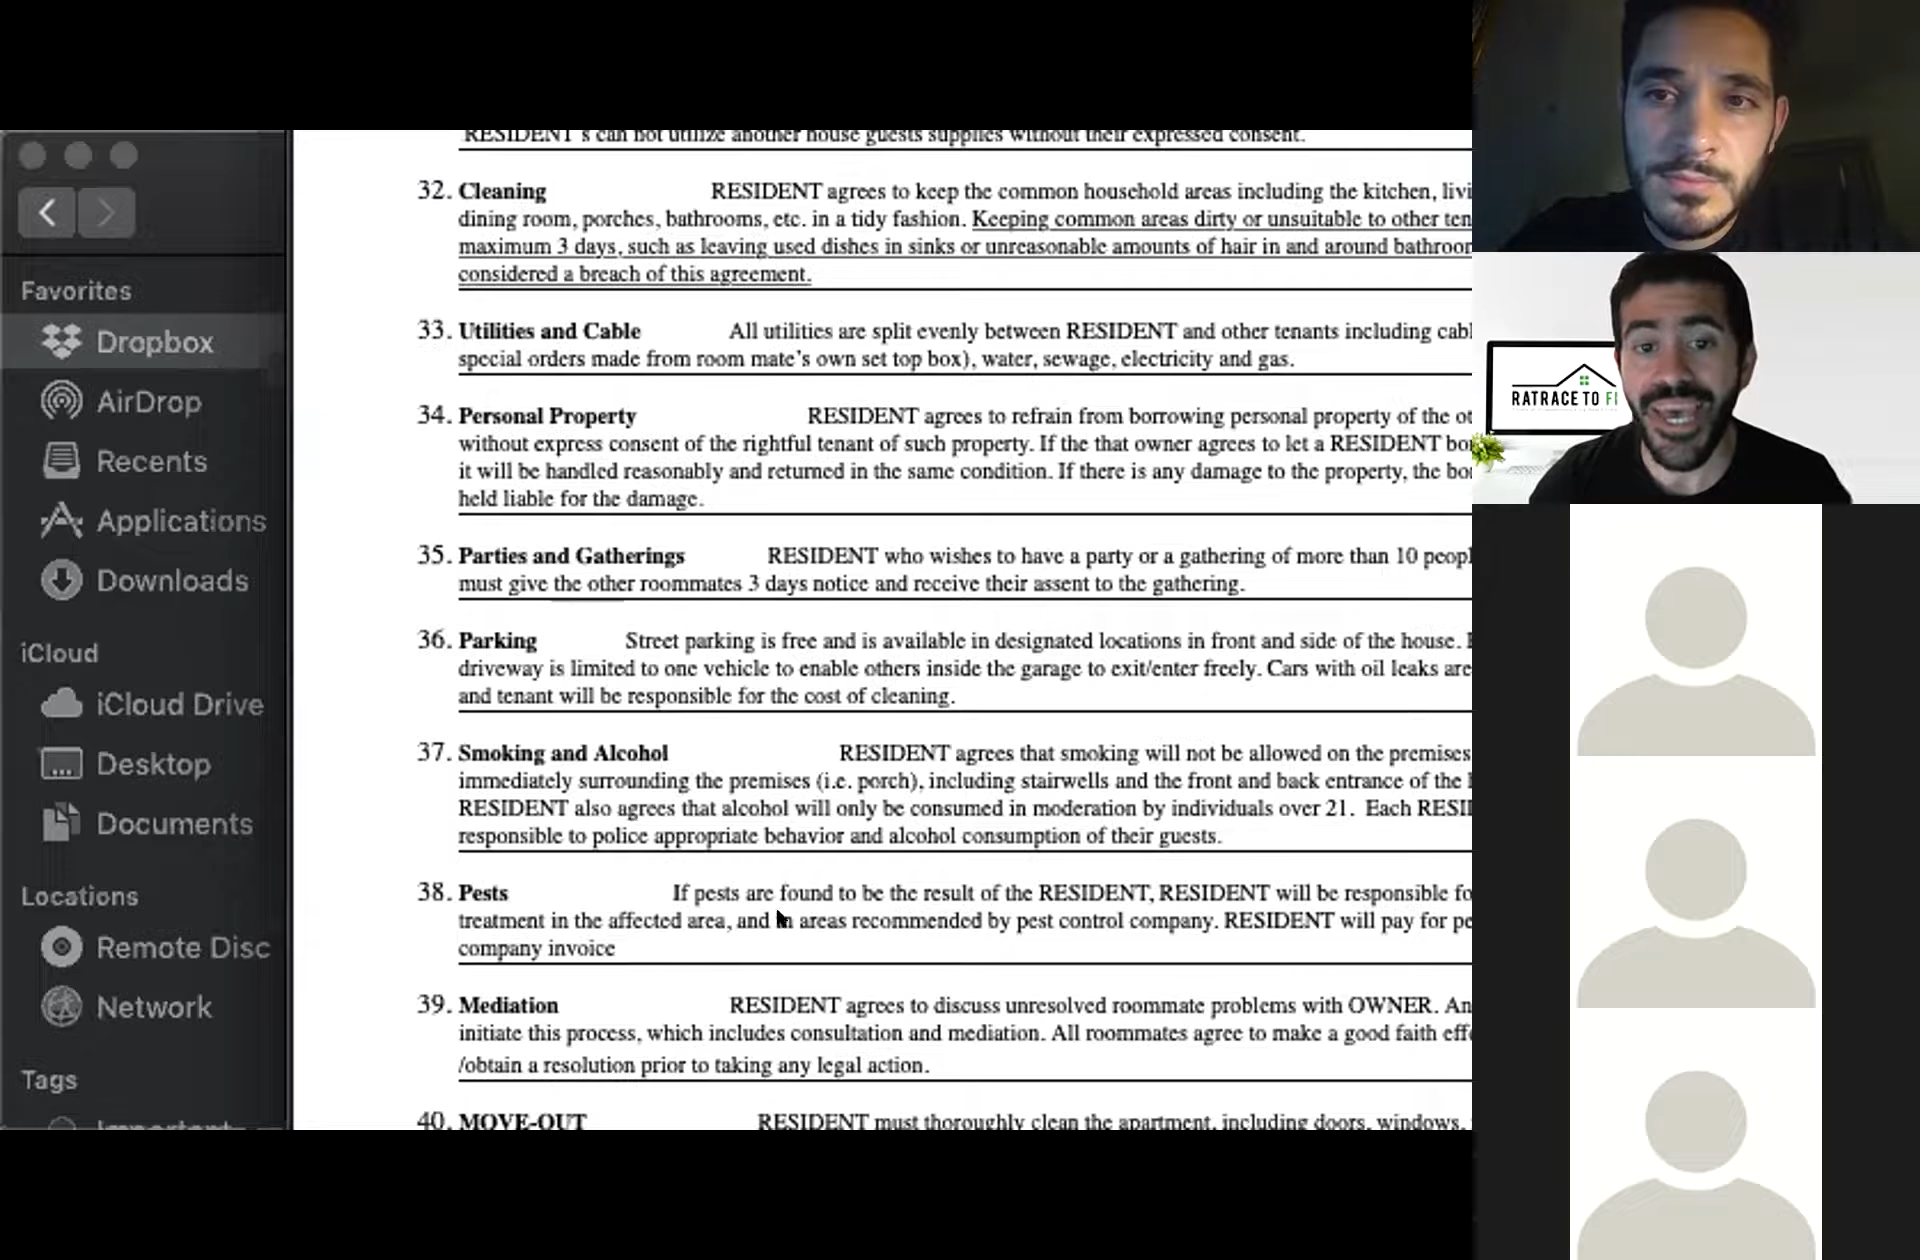 Favorites
Dropbox
AirDrop
Recents
Applications
Downloads
iCloud
iCloud Drive
Desktop
Documents
Locations
Remote Disc
Network
Tags
Important
RESIDENT's can not utilize another house guests supplies without their expressed consent.
32. Cleaning RESIDENT agrees to keep the common household areas including the kitchen, livi
dining room, porches, bathrooms, etc. in a tidy fashion. Keeping common areas dirty or unsuitable to other ten
maximum 3 days, such as leaving used dishes in sinks or unreasonable amounts of hair in and around bathroom
considered a breach of this agreement.
33. Utilities and Cable All utilities are split evenly between RESIDENT and other tenants including cabl
special orders made from room mate's own set top box), water, sewage, electricity and gas.
34. Personal Property RESIDENT agrees to refrain from borrowing personal property of the ot
without express consent of the rightful tenant of such property. If the that owner agrees to let a RESIDENT bo
it will be handled reasonably and returned in the same condition. If there is any damage to the property, the bo
held liable for the damage.
35. Parties and Gatherings RESIDENT who wishes to have a party or a gathering of more than 10 peopl
must give the other roommates 3 days notice and receive their assent to the gathering.
36. Parking Street parking is free and is available in designated locations in front and side of the house.
driveway is limited to one vehicle to enable others inside the garage to exit/enter freely. Cars with oil leaks are
and tenant will be responsible for the cost of cleaning.
37. Smoking and Alcohol RESIDENT agrees that smoking will not be allowed on the premises
immediately surrounding the premises (i.e. porch), including stairwells and the front and back entrance of the
RESIDENT also agrees that alcohol will only be consumed in moderation by individuals over 21. Each RESI
responsible to police appropriate behavior and alcohol consumption of their guests.
38. Pests If pests are found to be the result of the RESIDENT, RESIDENT will be responsible fo
treatment in the affected area, and in areas recommended by pest control company. RESIDENT will pay for pe
company invoice
39. Mediation RESIDENT agrees to discuss unresolved roommate problems with OWNER. An
initiate this process, which includes consultation and mediation. All roommates agree to make a good faith eff
/obtain a resolution prior to taking any legal action.
40. MOVE-OUT RESIDENT must thoroughly clean the apartment, including doors, windows,
RATRACE TO FI